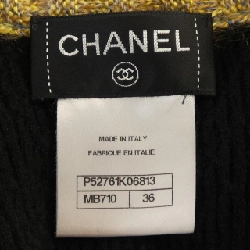 CHANEL
MADE IN ITALY
FABRIQUE EN ITALIE
P52761K06813
MB710 36